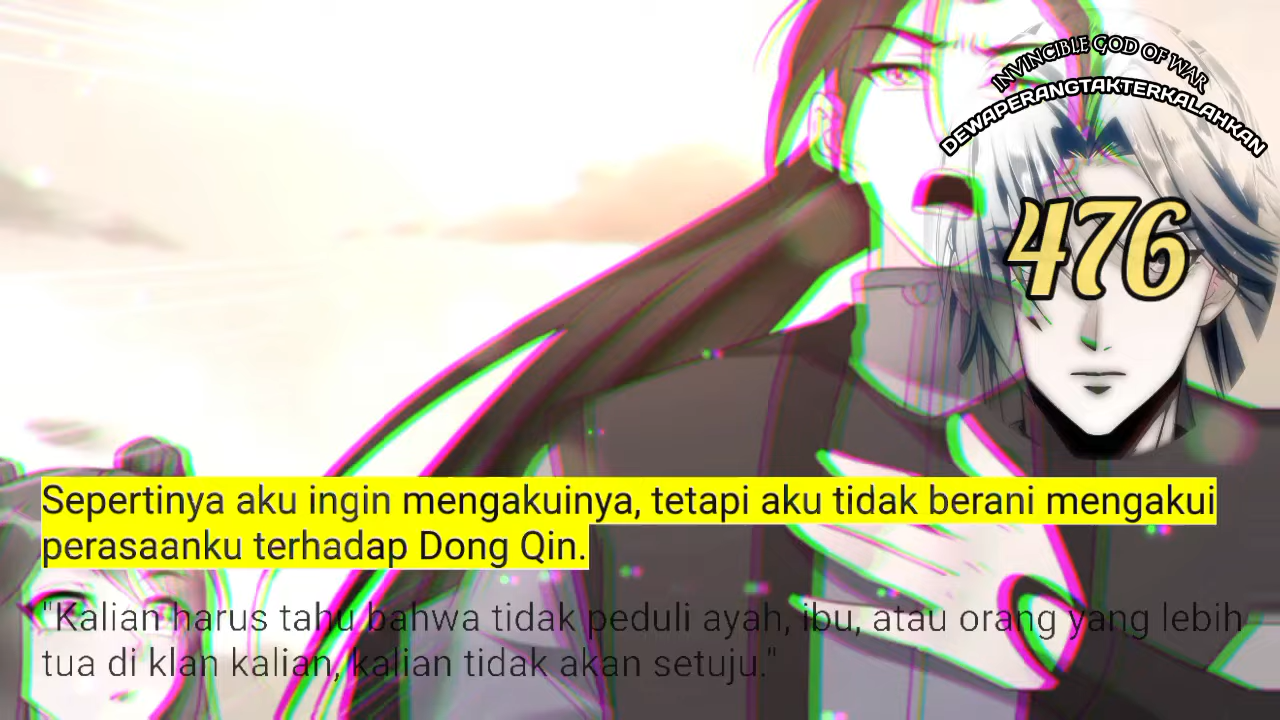 INVINCIBLE GOD OF WAR
DEWAPERANGTAKTERKALAHKAN
476
Sepertinya aku ingin mengakuinya, tetapi aku tidak berani mengakui
perasaanku terhadap Dong Qin.
"Kalian harus tahu bahwa tidak peduli ayah, ibu, atau orang yang lebih
tua di klan kalian, kalian tidak akan setuju."